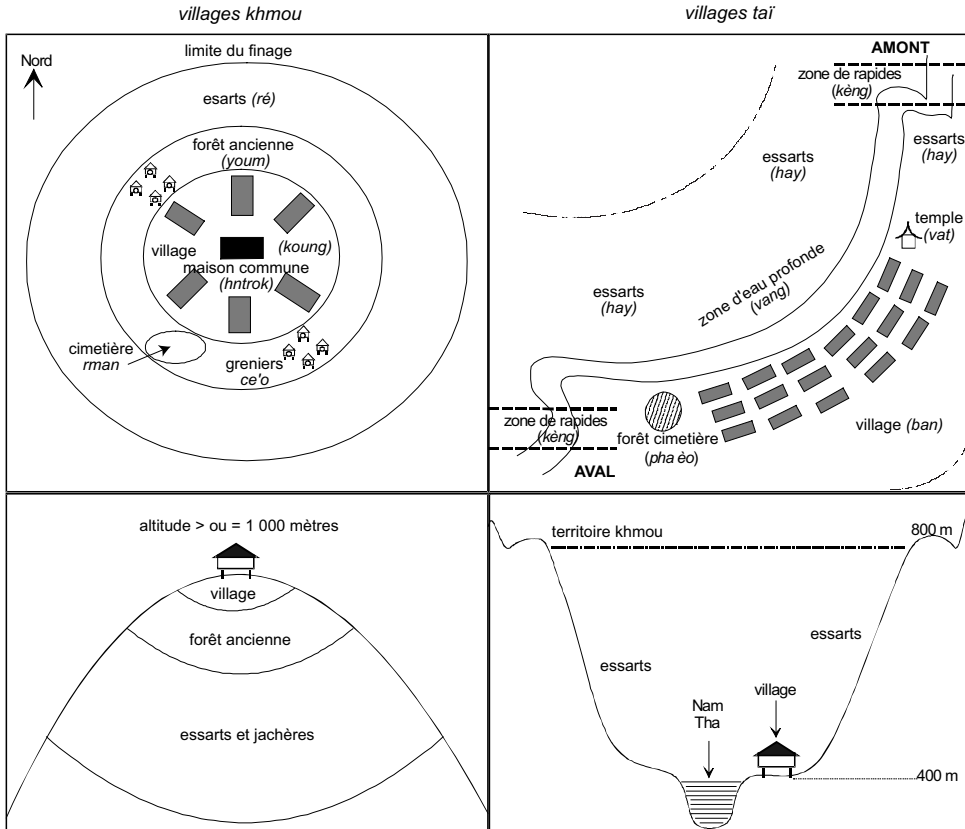 villages khmou
villages taï
limite du finage
Nord
esarts (ré)
forêt ancienne
(youm)
village
(koung)
maison commune
(hntrok)
cimetière
rman
greniers
ce'o
AMONT
zone de rapides
(kèng)
essarts
(hay)
essarts
(hay)
temple
(vat)
essarts
(hay)
zone d'eau profonde
(vang)
zone de rapides
(kèng)
AVAL
forêt cimetière
(pha èo)
village (ban)
altitude > ou = 1 000 mètres
village
forêt ancienne
essarts et jachères
territoire khmou
800 m
essarts
essarts
village
Nam
Tha
400 m